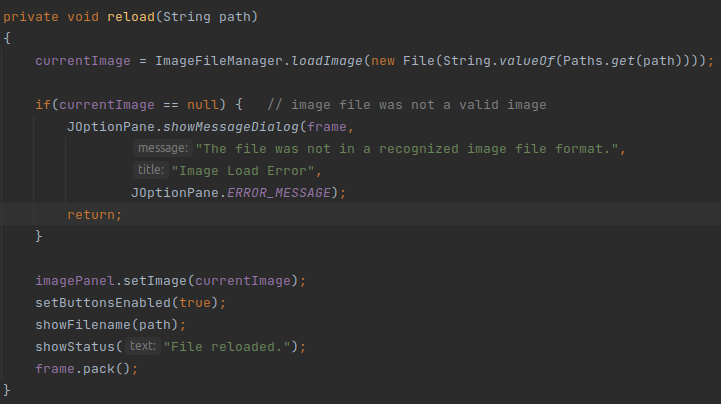 private void reload(String path)
{
    currentImage = ImageFileManager.loadImage(new File(String.valueOf(Paths.get(path))));

    if(currentImage == null) {   // image file was not a valid image
        JOptionPane.showMessageDialog(frame,
                message: "The file was not in a recognized image file format.",
                title: "Image Load Error",
                JOptionPane.ERROR_MESSAGE);
        return;
    }

    imagePanel.setImage(currentImage);
    setButtonsEnabled(true);
    showFilename(path);
    showStatus( text: "File reloaded.");
    frame.pack();
}